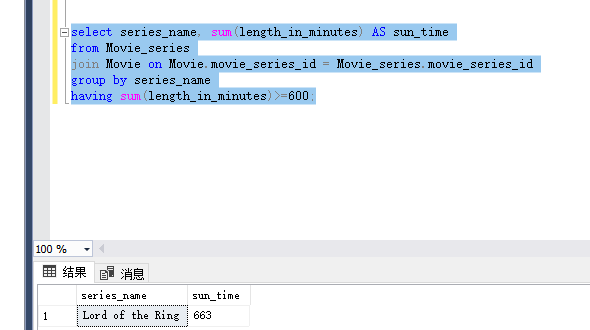 select series_name, sum(length_in_minutes) AS sun_time
from Movie_series
join Movie on Movie.movie_series_id = Movie_series.movie_series_id
group by series_name
having sum(length_in_minutes)>=600;
100 %
结果 消息
series_name sun_time
1 Lord of the Ring 663